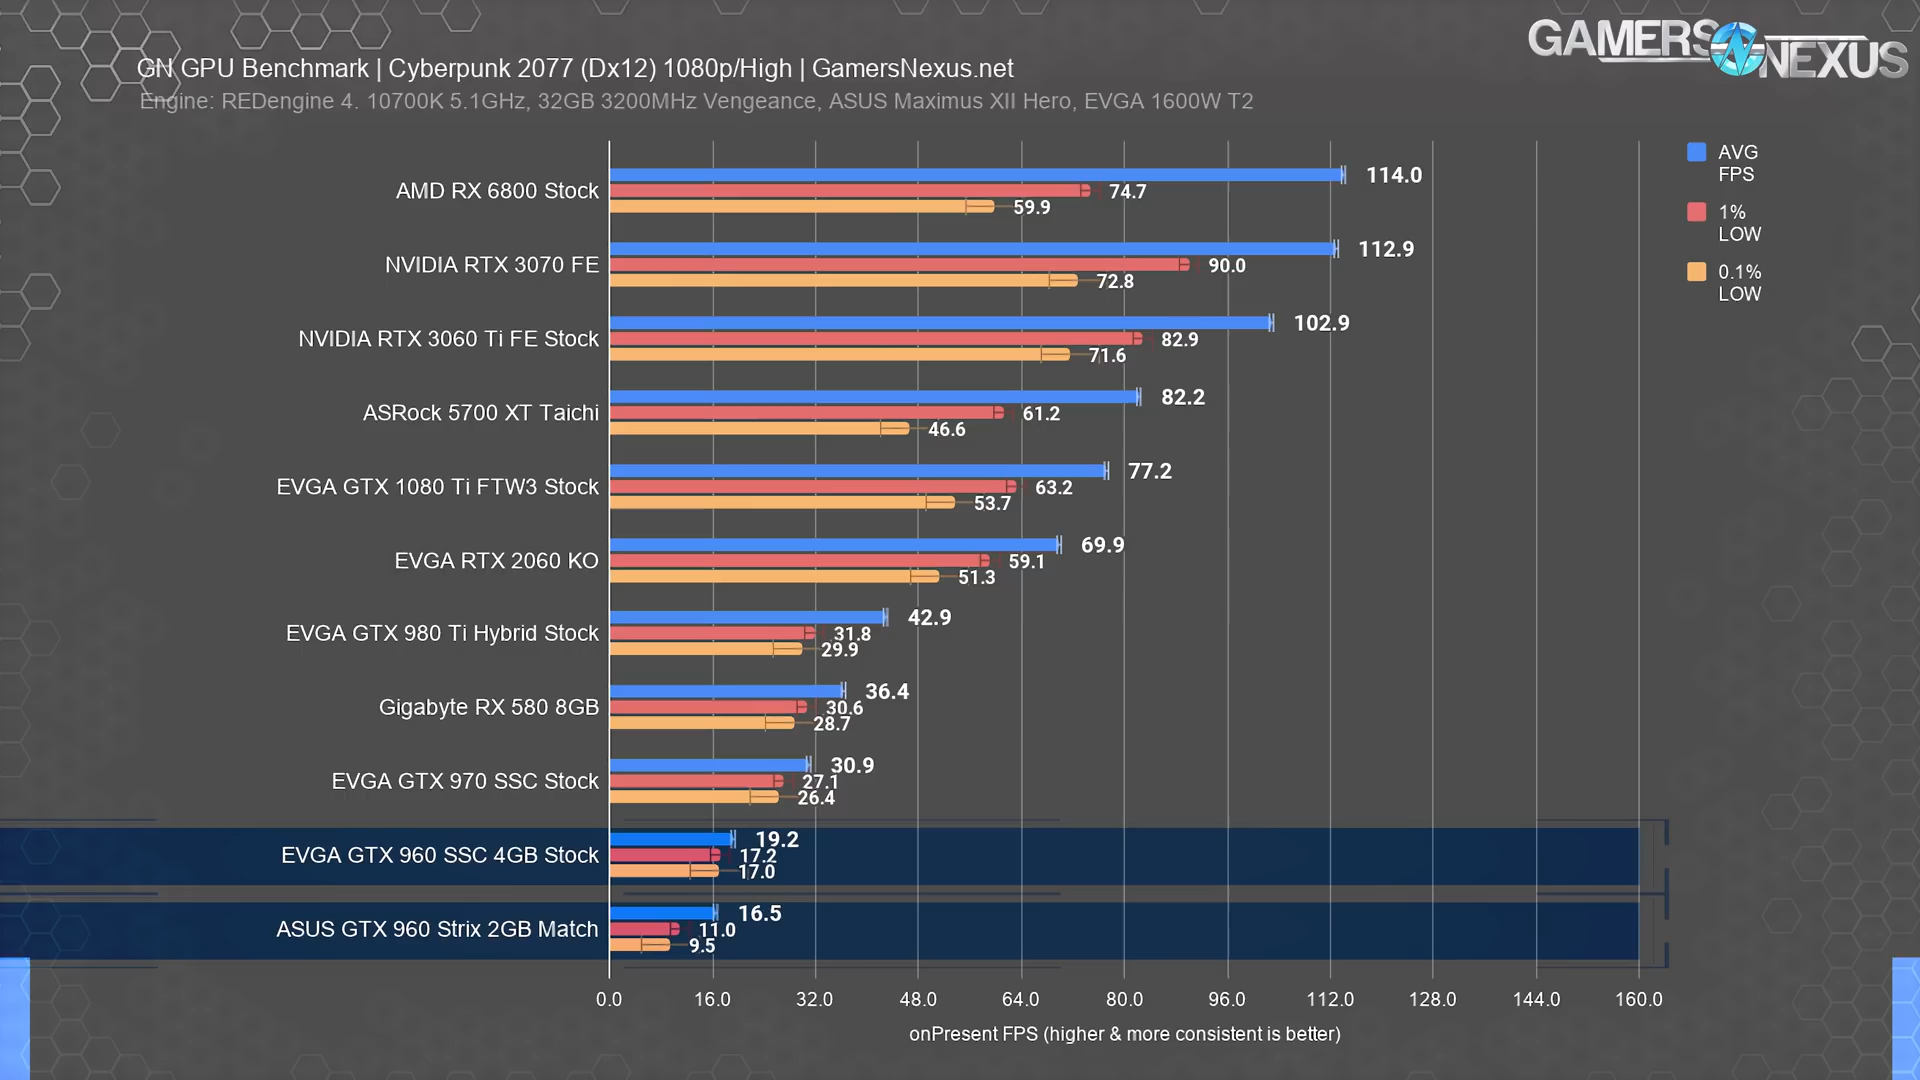 GAMERS NEXUS
GN GPU Benchmark | Cyberpunk 2077 (Dx12) 1080p/High | GamersNexus.net
Engine: REDengine 4. 10700K 5.1GHz, 32GB 3200MHz Vengeance, ASUS Maximus XII Hero, EVGA 1600W T2
AVG
FPS
1%
LOW
0.1%
LOW
AMD RX 6800 Stock
114.0
74.7
59.9
NVIDIA RTX 3070 FE
112.9
90.0
72.8
NVIDIA RTX 3060 Ti FE Stock
102.9
82.9
71.6
ASRock 5700 XT Taichi
82.2
61.2
46.6
EVGA GTX 1080 Ti FTW3 Stock
77.2
63.2
53.7
EVGA RTX 2060 KO
69.9
59.1
51.3
EVGA GTX 980 Ti Hybrid Stock
42.9
31.8
29.9
Gigabyte RX 580 8GB
36.4
30.6
28.7
EVGA GTX 970 SSC Stock
30.9
27.1
26.4
EVGA GTX 960 SSC 4GB Stock
19.2
17.2
17.0
ASUS GTX 960 Strix 2GB Match
16.5
11.0
9.5
0.0 16.0 32.0 48.0 64.0 80.0 96.0 112.0 128.0 144.0 160.0
onPresent FPS (higher & more consistent is better)